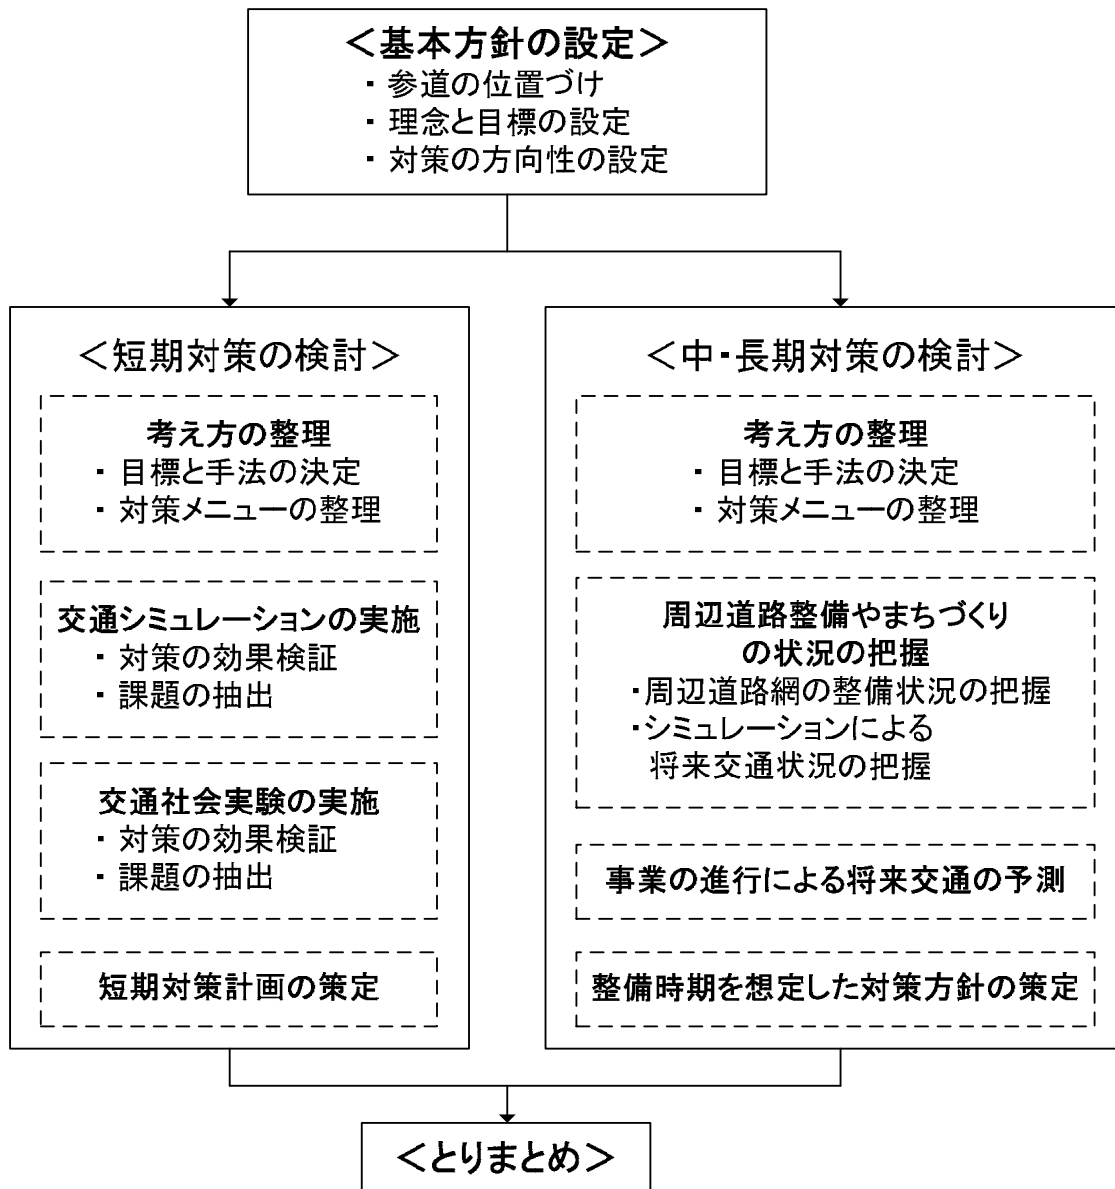 ＜基本方針の設定＞
・ 参道の位置づけ
・ 理念と目標の設定
・ 対策の方向性の設定
＜短期対策の検討＞
考え方の整理
・ 目標と手法の決定
・ 対策メニューの整理
交通シミュレーションの実施
・ 対策の効果検証
・ 課題の抽出
交通社会実験の実施
・ 対策の効果検証
・ 課題の抽出
短期対策計画の策定
＜中・長期対策の検討＞
考え方の整理
・ 目標と手法の決定
・ 対策メニューの整理
周辺道路整備やまちづくり
の状況の把握
・周辺道路網の整備状況の把握
・シミュレーションによる
将来交通状況の把握
事業の進行による将来交通の予測
整備時期を想定した対策方針の策定
＜とりまとめ＞